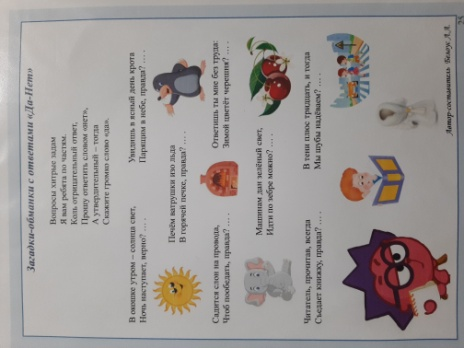 Загадки-обманки с ответами «Да-Нет»
Вопросы хитрые задам
Я вам ребята по частям.
Коль отрицательный ответ,
Прошу ответить словом «нет»,
А утвердительный – тогда
Скажите громко слово «да».
В окошке утром – солнца свет,
Ночь наступает, верно? … .
Увидишь в ясный день крота
Парящим в небе, правда? … .
Печём ватрушки изо льда
В горячей печке, правда? … .
Садится слон на провода,
Чтоб пообедать, правда? … .
Ответишь ты мне без труда:
Зимой цветёт черешня? … .
Машинам дан зелёный свет,
Идти по зебре можно? … .
Читатель, прочитав, всегда
Съедает книжку, правда? … .
В тени плюс тридцать, и тогда
Мы шубы надеваем? … .
Автор-составитель